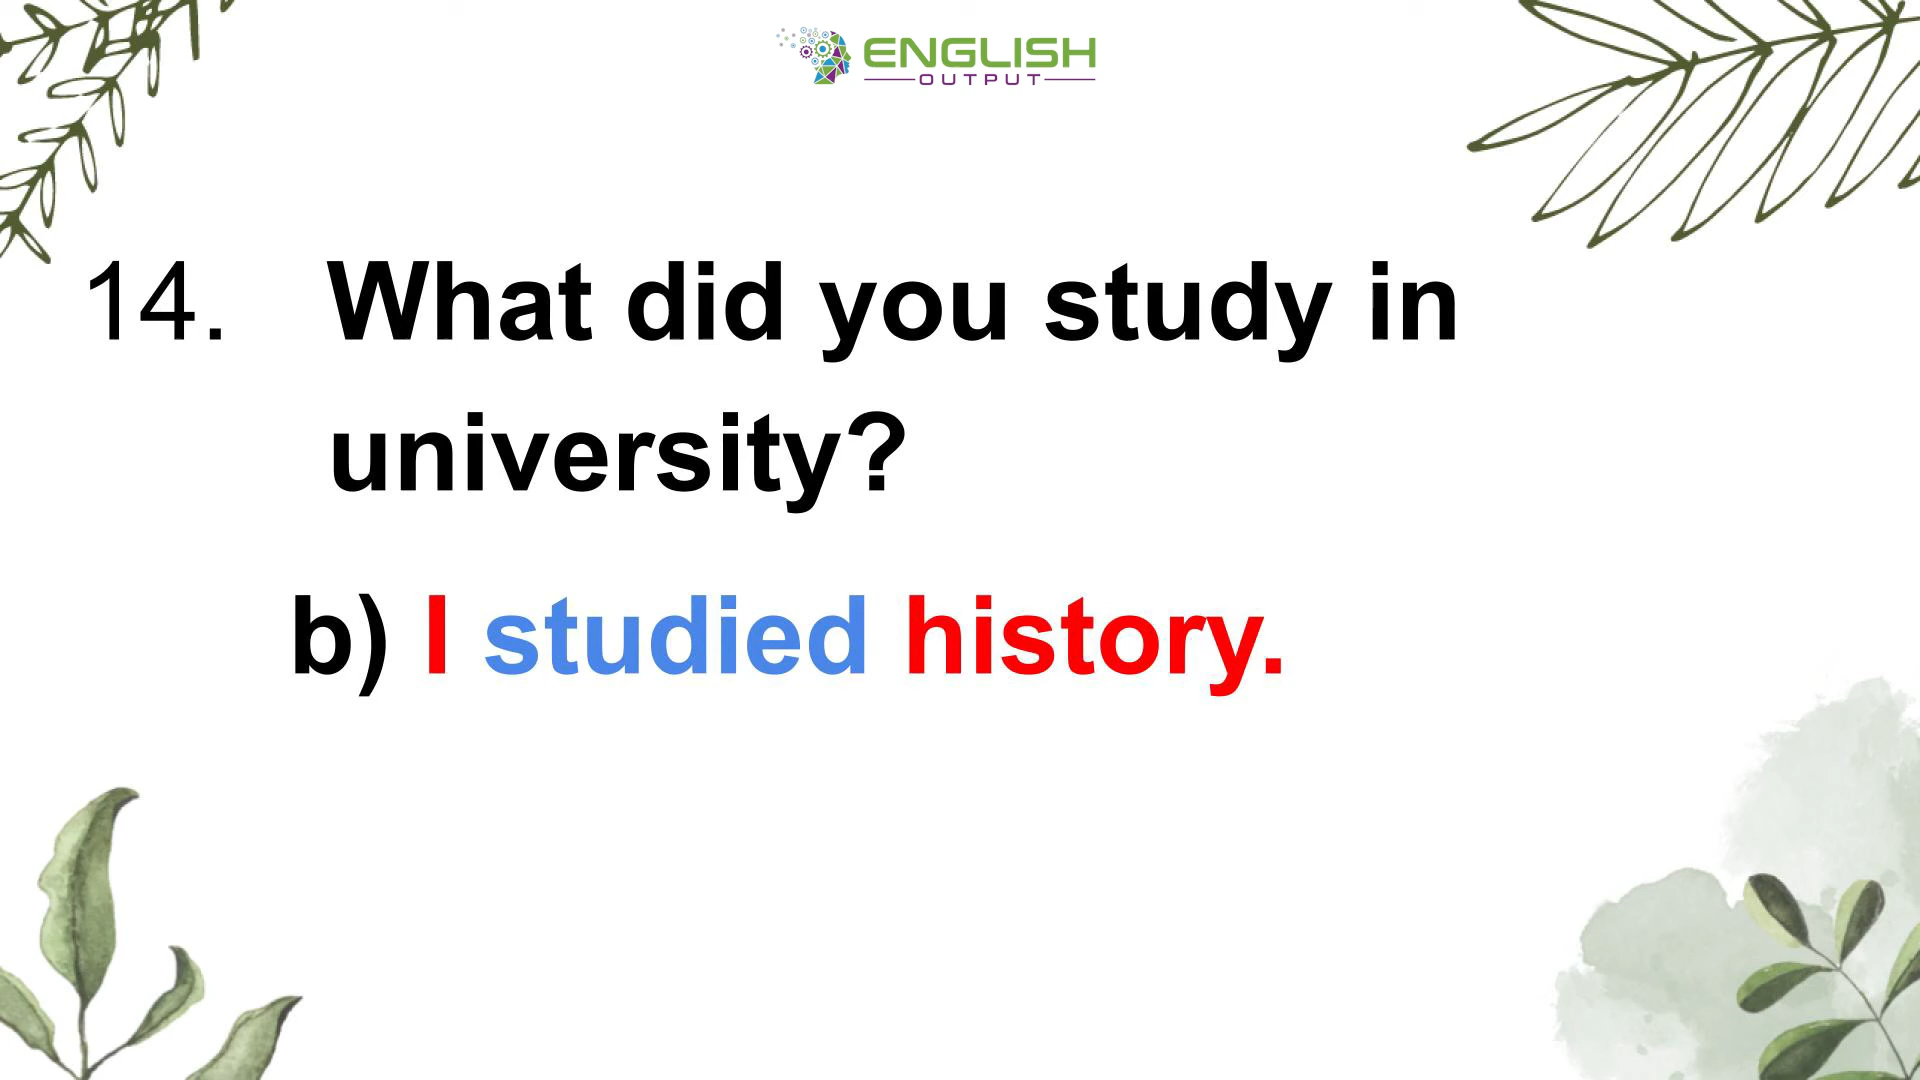 ENGLISH
OUTPUT
14. What did you study in
university?
b) I studied history.